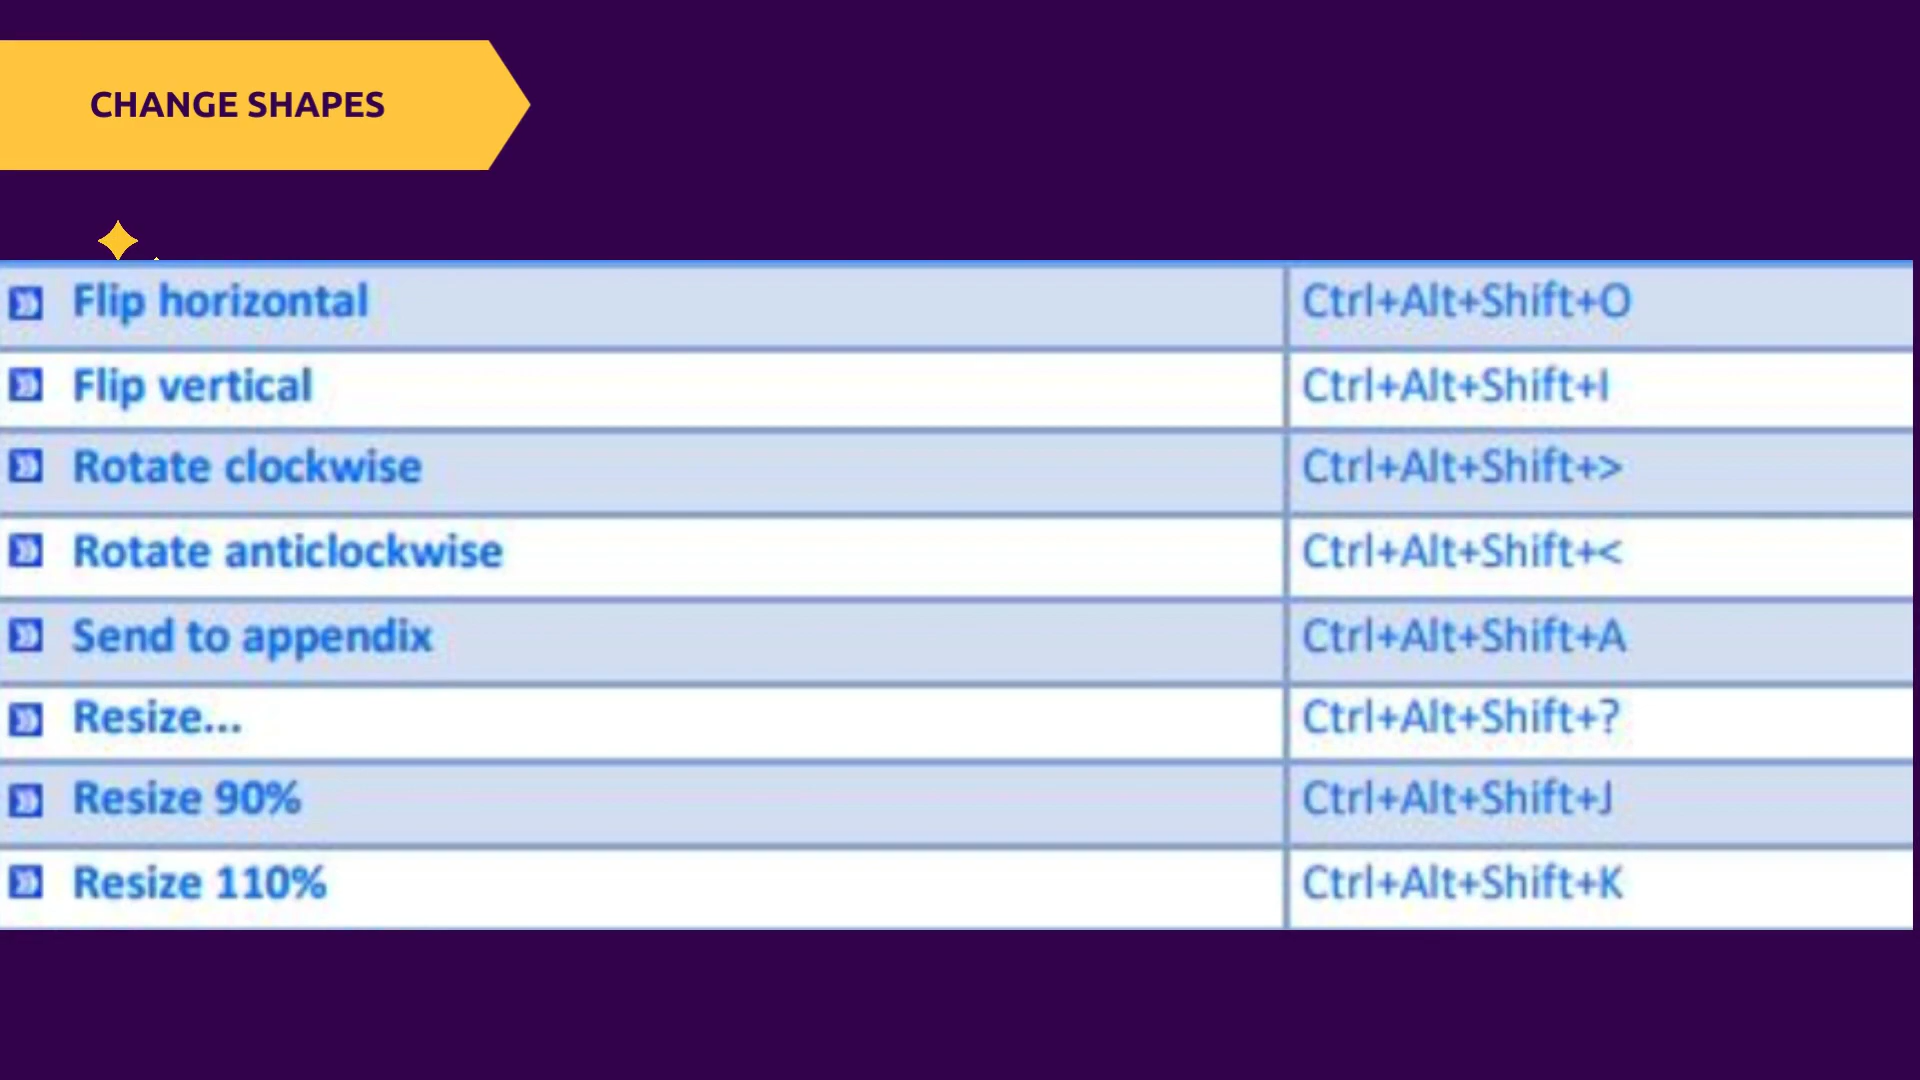 CHANGE SHAPES
Flip horizontal Ctrl+Alt+Shift+O
Flip vertical Ctrl+Alt+Shift+I
Rotate clockwise Ctrl+Alt+Shift+>
Rotate anticlockwise Ctrl+Alt+Shift+<
Send to appendix Ctrl+Alt+Shift+A
Resize... Ctrl+Alt+Shift+?
Resize 90% Ctrl+Alt+Shift+J
Resize 110% Ctrl+Alt+Shift+K